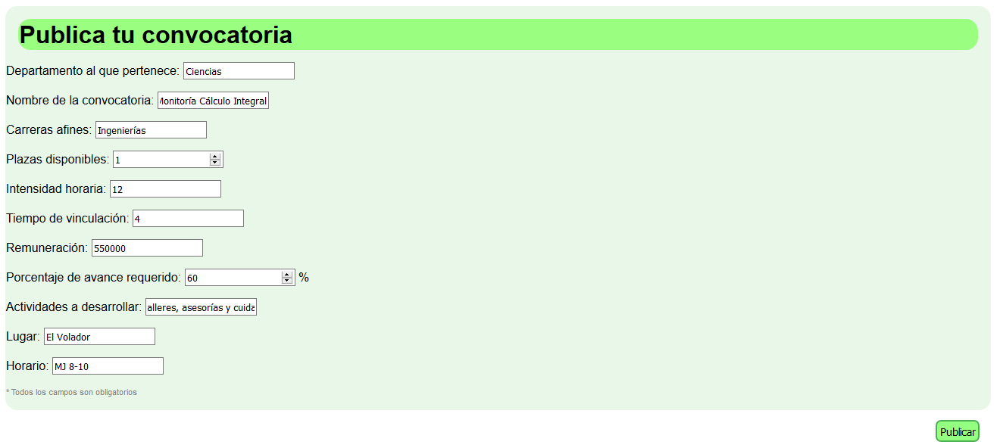 Publica tu convocatoria
Departamento al que pertenece: Ciencias
Nombre de la convocatoria: Monitoría Cálculo Integral
Carreras afines: Ingenierías
Plazas disponibles: 1
Intensidad horaria: 12
Tiempo de vinculación: 4
Remuneración: 550000
Porcentaje de avance requerido: 60 %
Actividades a desarrollar: alleres, asesorías y cuida
Lugar: El Volador
Horario: MJ 8-10
* Todos los campos son obligatorios
Publicar